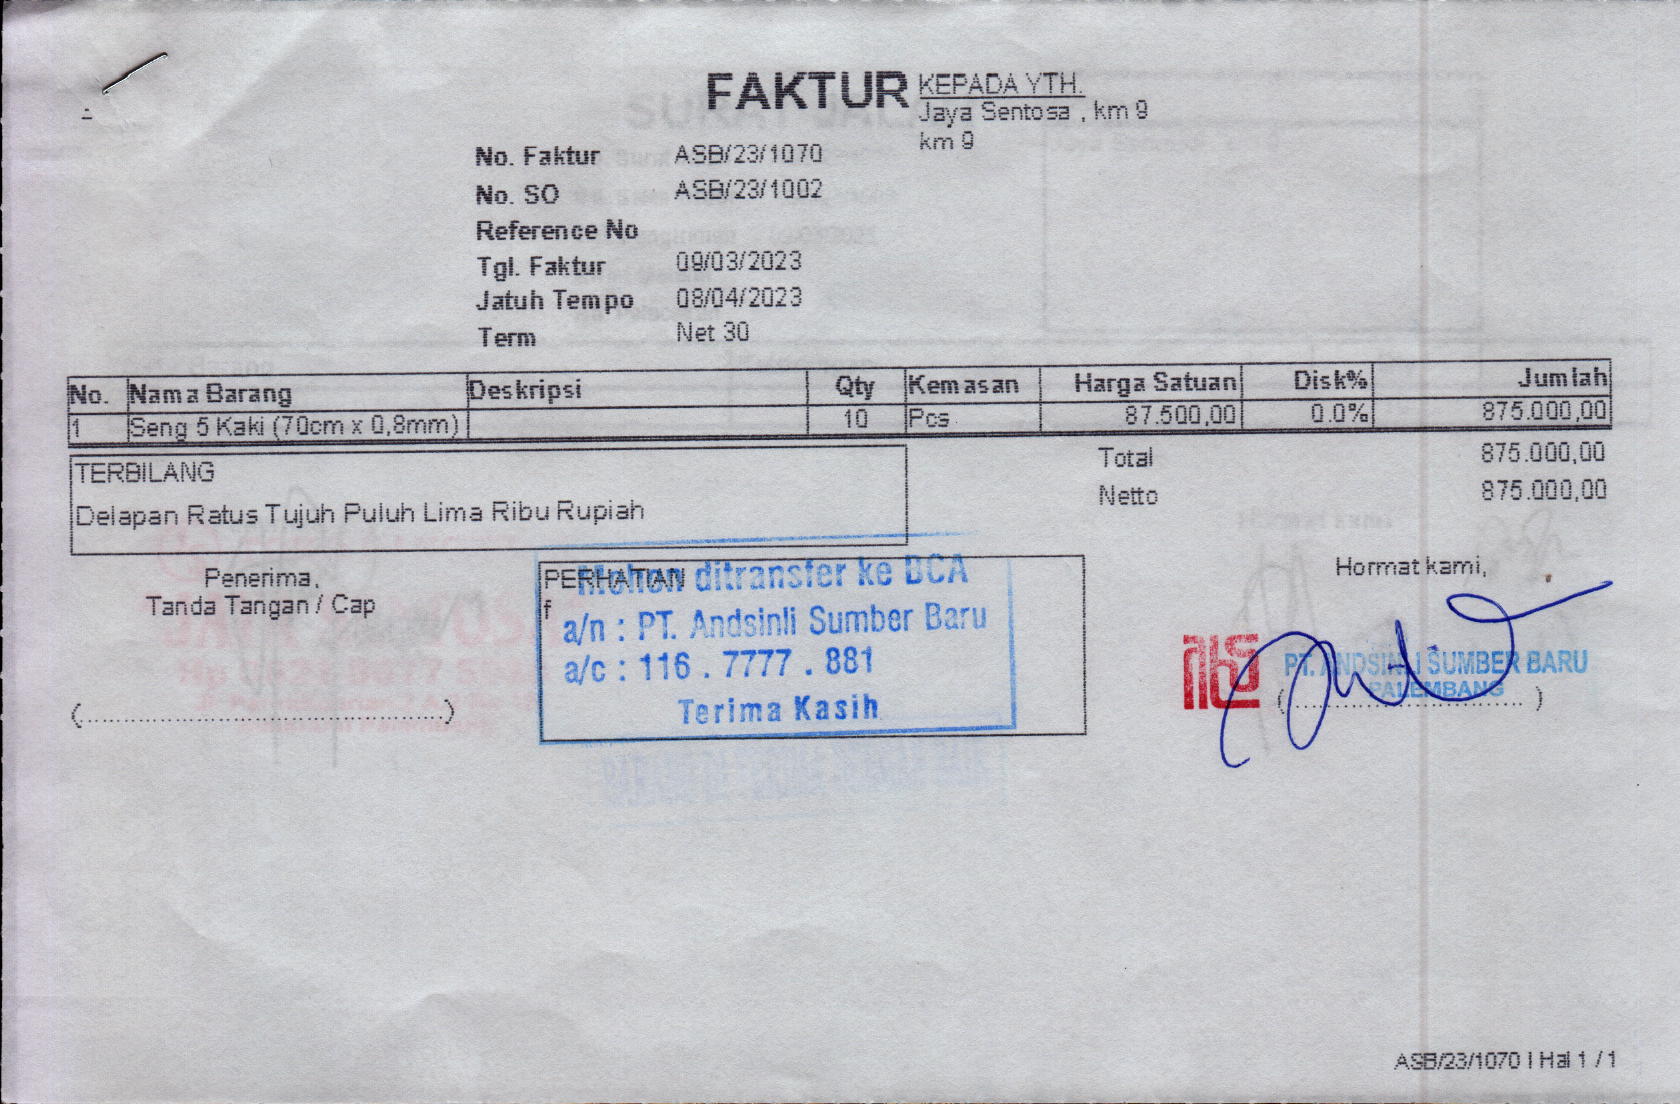 FAKTUR
KEPADA YTH.
Jaya Sentosa , km 9
km 9
No. Faktur ASB/23/1070
No. SO ASB/23/1002
Reference No
Tgl. Faktur 09/03/2023
Jatuh Tempo 08/04/2023
Term Net 30
No. Nama Barang Deskripsi Qty Kemasan Harga Satuan Disk% Jumlah
1 Seng 5 Kaki (70cm x 0,8mm) 10 Pcs 87.500,00 0.0% 875.000,00
Total 875.000,00
Netto 875.000,00
TERBILANG
Delapan Ratus Tujuh Puluh Lima Ribu Rupiah
Penerima,
Tanda Tangan / Cap
(........................................................)
PERHATIAN
f
Mohon ditransfer ke BCA
a/n : PT. Andsinli Sumber Baru
a/c : 116 . 7777 . 881
Terima Kasih
Hormat kami,
PT. ANDSINLI SUMBER BARU
PALEMBANG
(.......................................)
ASB/23/1070 | Hal 1 / 1